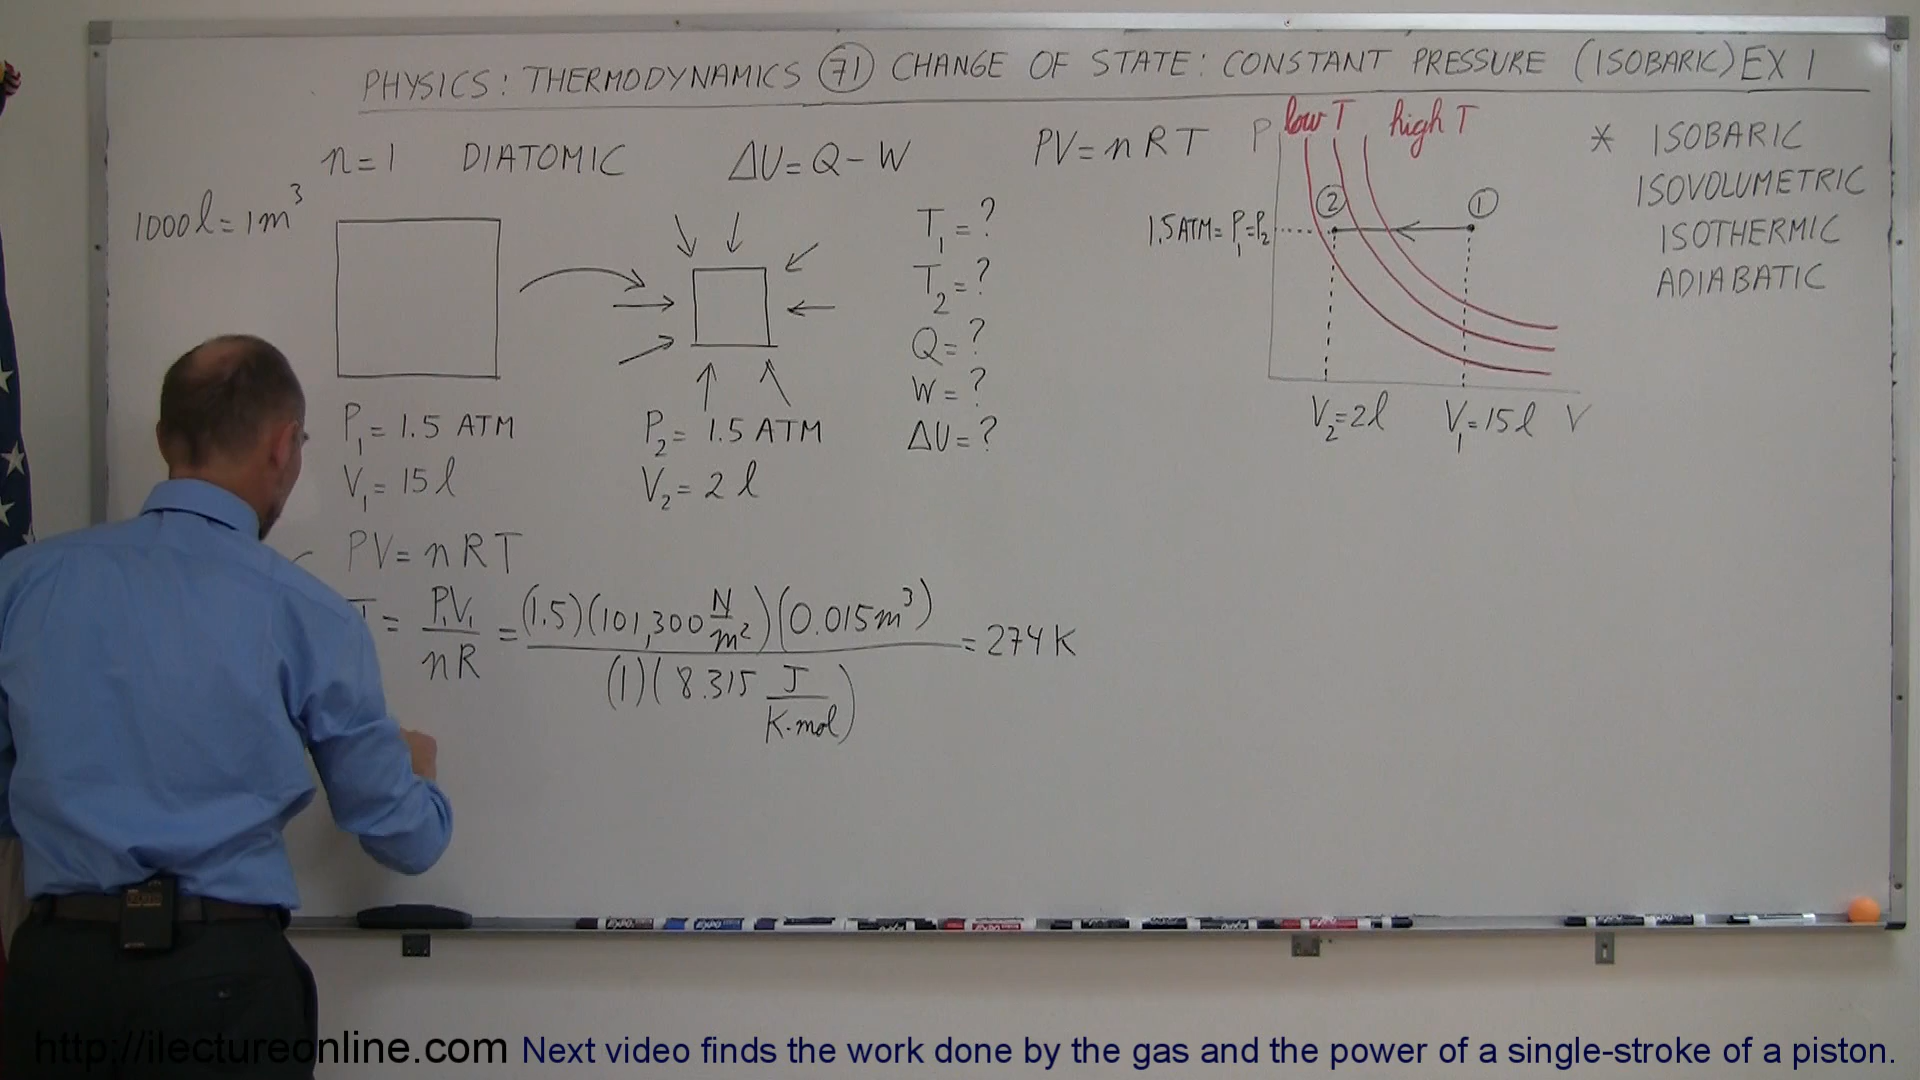 PHYSICS: THERMODYNAMICS 71 CHANGE OF STATE: CONSTANT PRESSURE (ISOBARIC) EX 1
n=1 DIATOMIC ΔU=Q-W PV=nRT
1000l=1m³
P₁= 1.5 ATM
V₁= 15l
P₂= 1.5 ATM
V₂= 2 l
T₁=?
T₂=?
Q=?
W=?
ΔU=?
P low T high T
2 1
1.5 ATM= P₁=P₂
V₂=2l V₁=15l V
* ISOBARIC
ISOVOLUMETRIC
ISOTHERMIC
ADIABATIC
PV=nRT
= P₁V₁/nR = (1.5)(101,300 N/m²)(0.015m³)/(1)(8.315 J/K·mol) = 274K
http://ilectureonline.com Next video finds the work done by the gas and the power of a single-stroke of a piston.